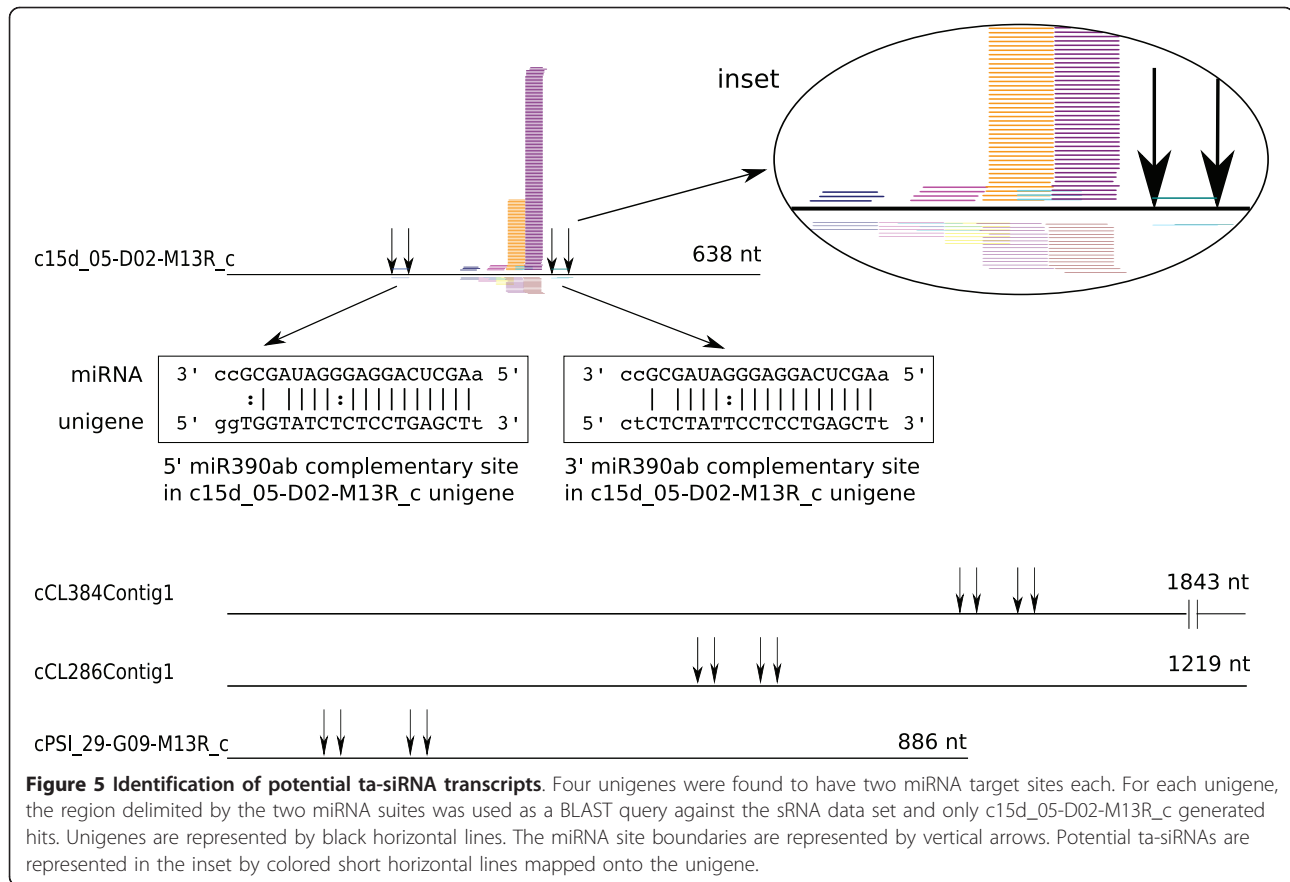 inset
c15d_05-D02-M13R_c
638 nt
miRNA
unigene
3' ccGCGAUAGGGAGGACUCGAa 5'
:| ||||:||||||||||
5' ggTGGTATCTCTCCTGAGCTt 3'
5' miR390ab complementary site
in c15d_05-D02-M13R_c unigene
3' ccGCGAUAGGGAGGACUCGAa 5'
| ||||:||||||||||
5' ctCTCTATTCCTCCTGAGCTt 3'
3' miR390ab complementary site
in c15d_05-D02-M13R_c unigene
cCL384Contig1
1843 nt
cCL286Contig1
1219 nt
cPSI_29-G09-M13R_c
886 nt
Figure 5 Identification of potential ta-siRNA transcripts. Four unigenes were found to have two miRNA target sites each. For each unigene,
the region delimited by the two miRNA suites was used as a BLAST query against the sRNA data set and only c15d_05-D02-M13R_c generated
hits. Unigenes are represented by black horizontal lines. The miRNA site boundaries are represented by vertical arrows. Potential ta-siRNAs are
represented in the inset by colored short horizontal lines mapped onto the unigene.